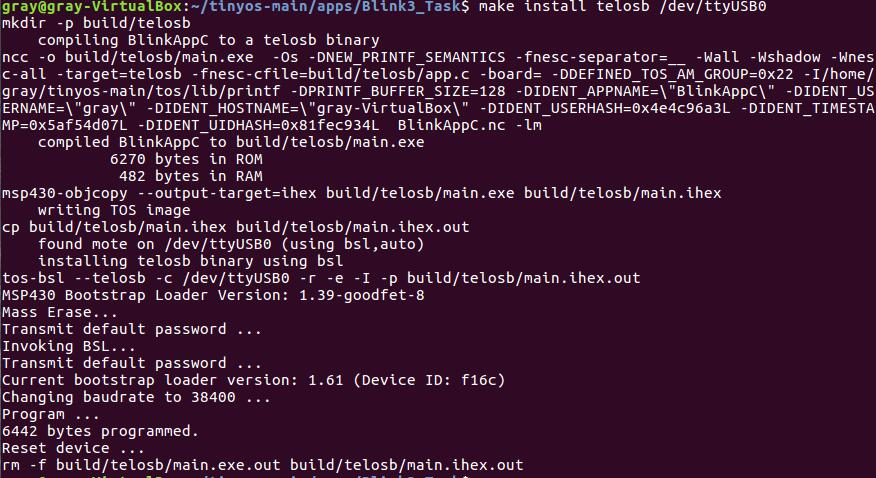 gray@gray-VirtualBox:~/tinyos-main/apps/Blink3_Task$ make install telosb /dev/ttyUSB0
mkdir -p build/telosb
    compiling BlinkAppC to a telosb binary
ncc -o build/telosb/main.exe  -Os -DNEW_PRINTF_SEMANTICS -fnesc-separator=__ -Wall -Wshadow -Wnes
c-all -target=telosb -fnesc-cfile=build/telosb/app.c -board= -DDEFINED_TOS_AM_GROUP=0x22 -I/home/
gray/tinyos-main/tos/lib/printf -DPRINTF_BUFFER_SIZE=128 -DIDENT_APPNAME=\"BlinkAppC\" -DIDENT_US
ERNAME=\"gray\" -DIDENT_HOSTNAME=\"gray-VirtualBox\" -DIDENT_USERHASH=0x4e4c96a3L -DIDENT_TIMESTA
MP=0x5af54d07L -DIDENT_UIDHASH=0x81fec934L  BlinkAppC.nc -lm
    compiled BlinkAppC to build/telosb/main.exe
            6270 bytes in ROM
             482 bytes in RAM
msp430-objcopy --output-target=ihex build/telosb/main.exe build/telosb/main.ihex
    writing TOS image
cp build/telosb/main.ihex build/telosb/main.ihex.out
    found mote on /dev/ttyUSB0 (using bsl,auto)
    installing telosb binary using bsl
tos-bsl --telosb -c /dev/ttyUSB0 -r -e -I -p build/telosb/main.ihex.out
MSP430 Bootstrap Loader Version: 1.39-goodfet-8
Mass Erase...
Transmit default password ...
Invoking BSL...
Transmit default password ...
Current bootstrap loader version: 1.61 (Device ID: f16c)
Changing baudrate to 38400 ...
Program ...
6442 bytes programmed.
Reset device ...
rm -f build/telosb/main.exe.out build/telosb/main.ihex.out